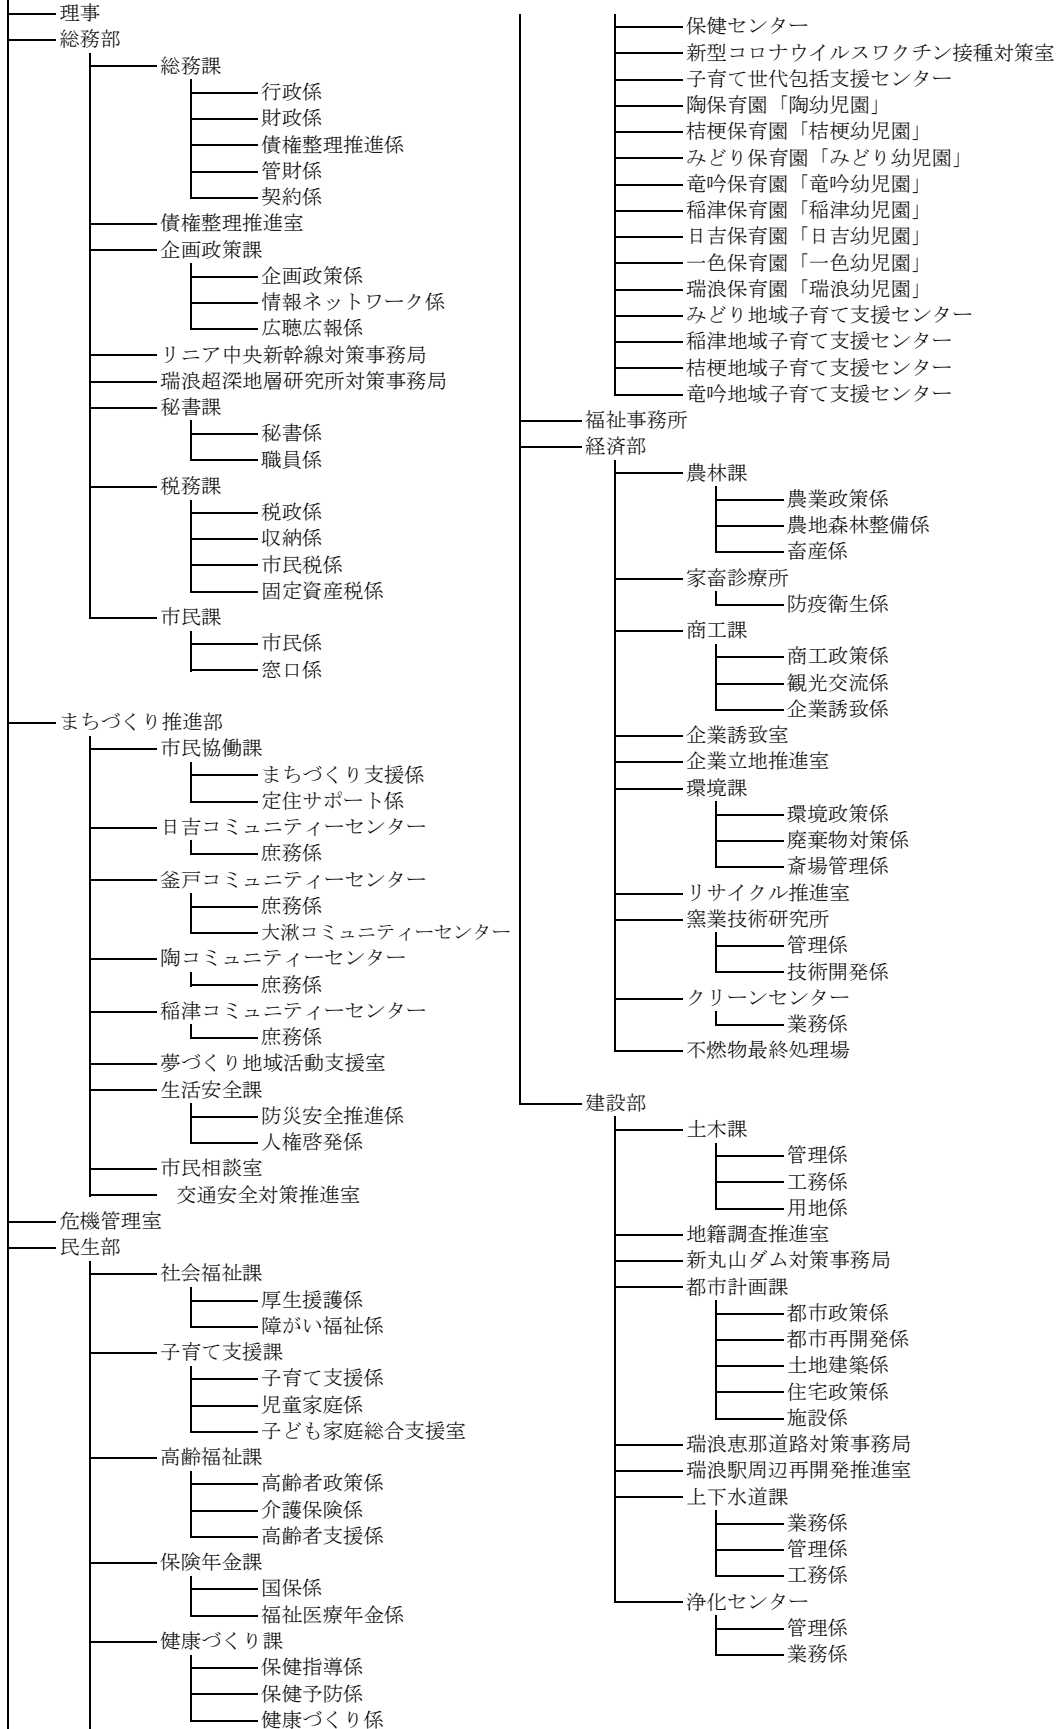 理事
総務部
総務課
行政係
財政係
債権整理推進係
管財係
契約係
債権整理推進室
企画政策課
企画政策係
情報ネットワーク係
広聴広報係
リニア中央新幹線対策事務局
瑞浪超深地層研究所対策事務局
秘書課
秘書係
職員係
税務課
税政係
収納係
市民税係
固定資産税係
市民課
市民係
窓口係
まちづくり推進部
市民協働課
まちづくり支援係
定住サポート係
日吉コミュニティーセンター
庶務係
釜戸コミュニティーセンター
庶務係
大湫コミュニティーセンター
陶コミュニティーセンター
庶務係
稲津コミュニティーセンター
庶務係
夢づくり地域活動支援室
生活安全課
防災安全推進係
人権啓発係
市民相談室
交通安全対策推進室
危機管理室
民生部
社会福祉課
厚生援護係
障がい福祉係
子育て支援課
子育て支援係
児童家庭係
子ども家庭総合支援室
高齢福祉課
高齢者政策係
介護保険係
高齢者支援係
保険年金課
国保係
福祉医療年金係
健康づくり課
保健指導係
保健予防係
健康づくり係
保健センター
新型コロナウイルスワクチン接種対策室
子育て世代包括支援センター
陶保育園「陶幼児園」
桔梗保育園「桔梗幼児園」
みどり保育園「みどり幼児園」
竜吟保育園「竜吟幼児園」
稲津保育園「稲津幼児園」
日吉保育園「日吉幼児園」
一色保育園「一色幼児園」
瑞浪保育園「瑞浪幼児園」
みどり地域子育て支援センター
稲津地域子育て支援センター
桔梗地域子育て支援センター
竜吟地域子育て支援センター
福祉事務所
経済部
農林課
農業政策係
農地森林整備係
畜産係
家畜診療所
防疫衛生係
商工課
商工政策係
観光交流係
企業誘致係
企業誘致室
企業立地推進室
環境課
環境政策係
廃棄物対策係
斎場管理係
リサイクル推進室
窯業技術研究所
管理係
技術開発係
クリーンセンター
業務係
不燃物最終処理場
建設部
土木課
管理係
工務係
用地係
地籍調査推進室
新丸山ダム対策事務局
都市計画課
都市政策係
都市再開発係
土地建築係
住宅政策係
施設係
瑞浪恵那道路対策事務局
瑞浪駅周辺再開発推進室
上下水道課
業務係
管理係
工務係
浄化センター
管理係
業務係